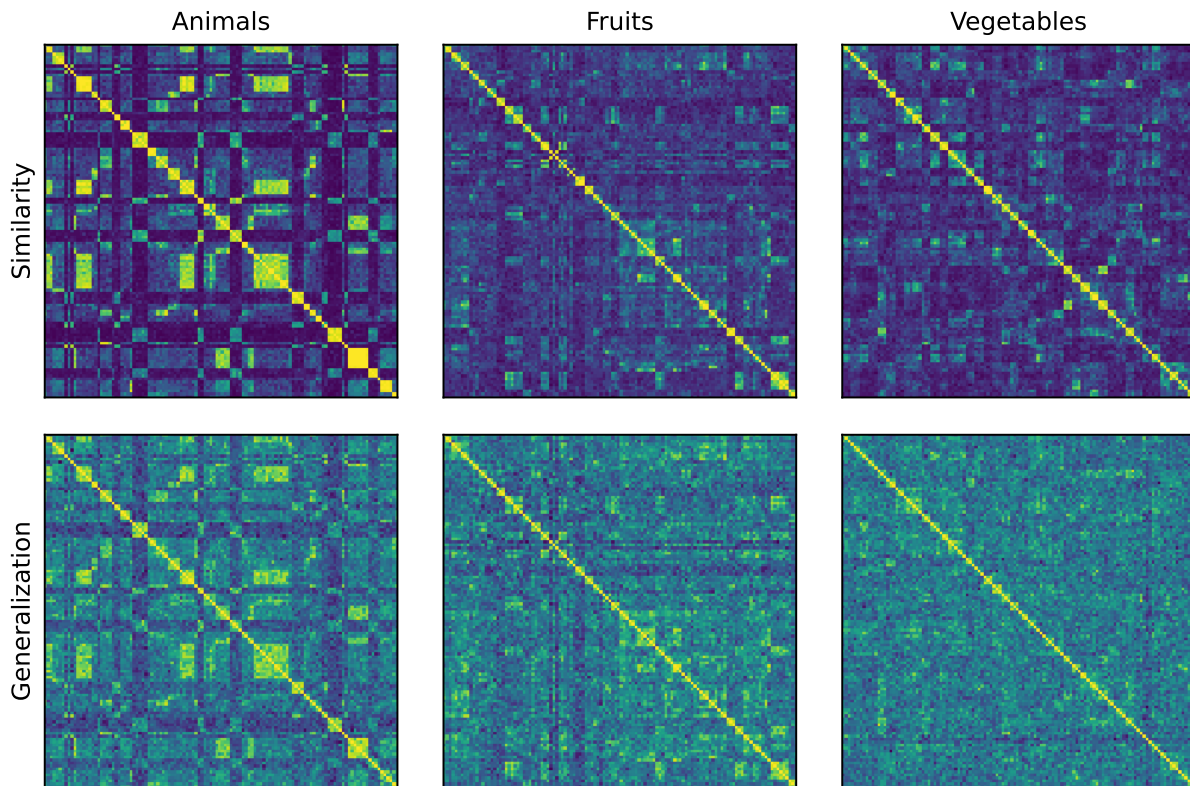 Animals
Fruits
Vegetables
Similarity
Generalization